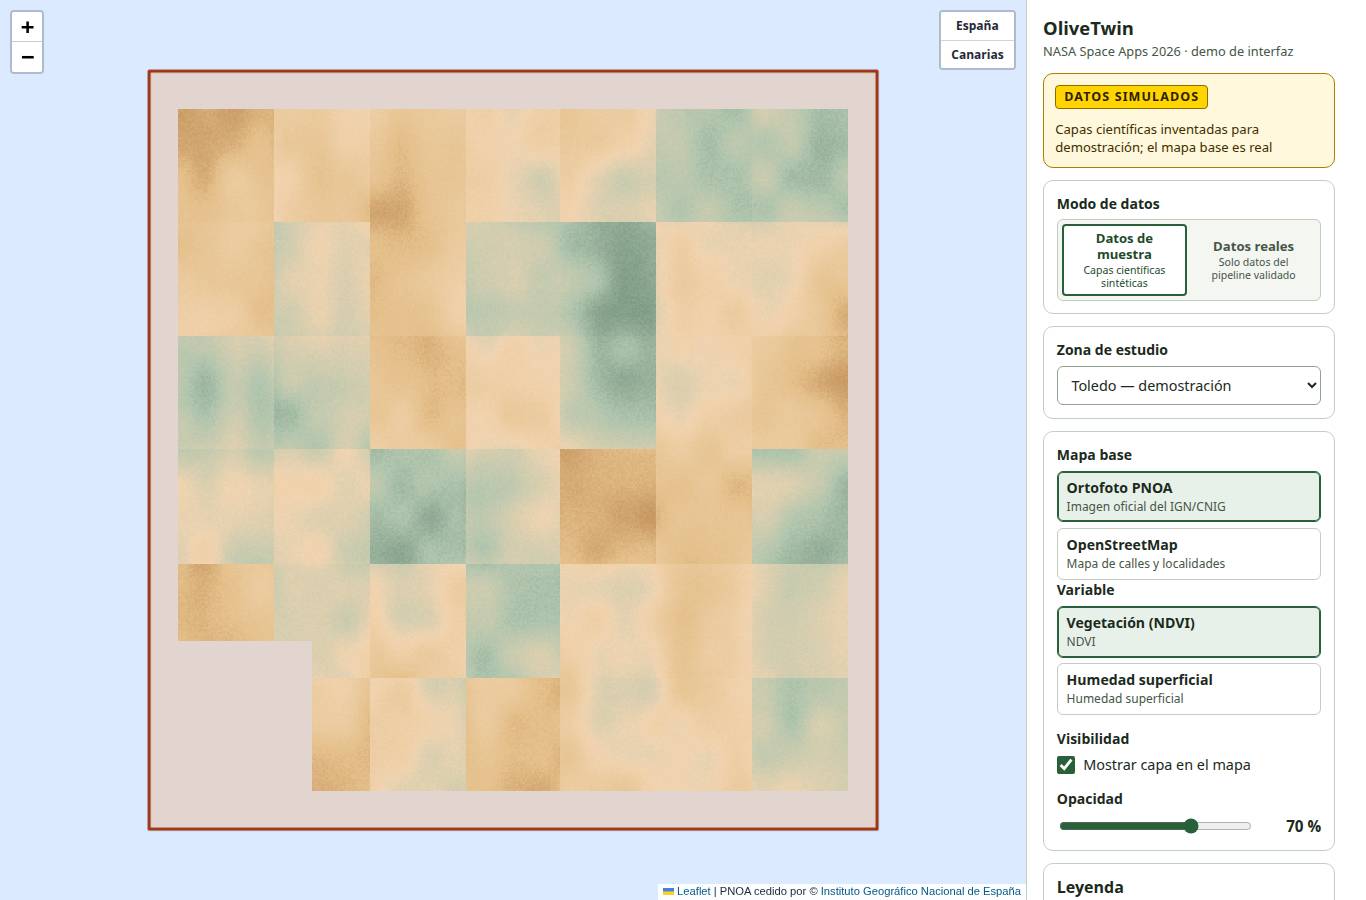 +
−
España
Canarias
Leaflet | PNOA cedido por © Instituto Geográfico Nacional de España
OliveTwin
NASA Space Apps 2026 · demo de interfaz
DATOS SIMULADOS
Capas científicas inventadas para
demostración; el mapa base es real
Modo de datos
Datos de
muestra
Capas científicas
sintéticas
Datos reales
Solo datos del
pipeline validado
Zona de estudio
Toledo — demostración
Mapa base
Ortofoto PNOA
Imagen oficial del IGN/CNIG
OpenStreetMap
Mapa de calles y localidades
Variable
Vegetación (NDVI)
NDVI
Humedad superficial
Humedad superficial
Visibilidad
Mostrar capa en el mapa
Opacidad
70 %
Leyenda